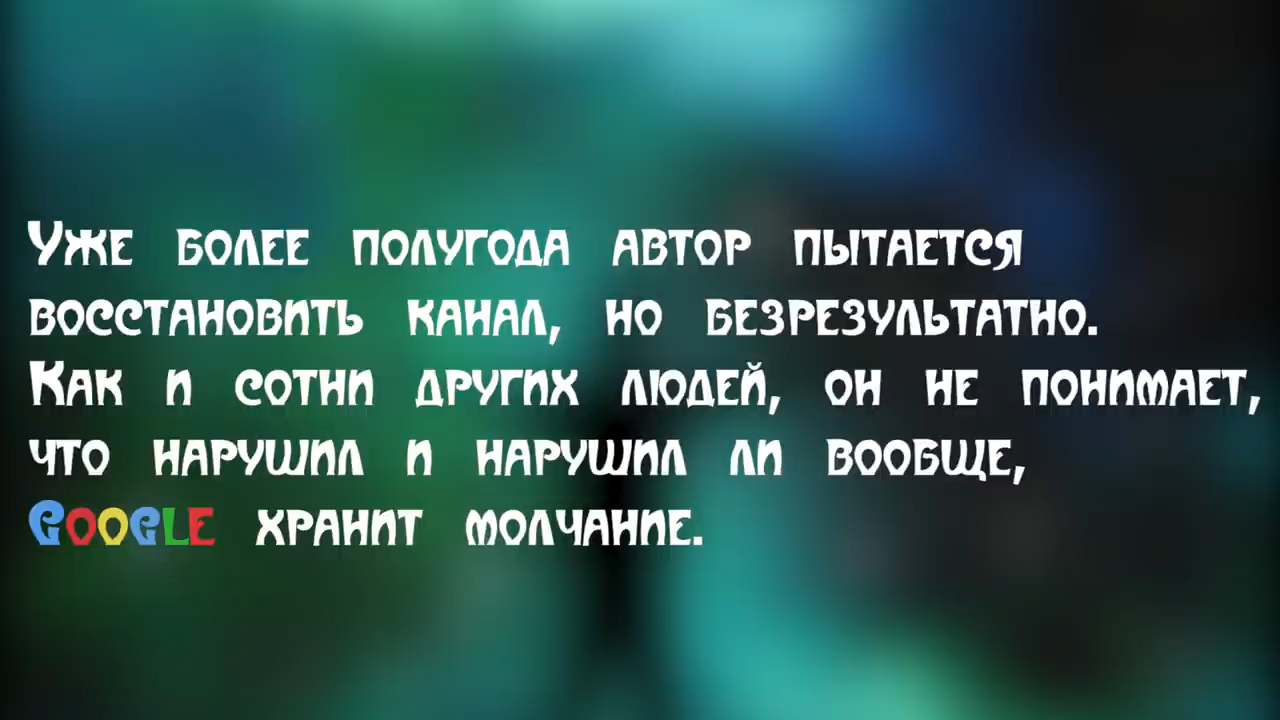 Уже более полугода автор пытается
восстановить канал, но безрезультатно.
Как и сотни других людей, он не понимает,
что нарушил и нарушил ли вообще,
Google хранит молчание.